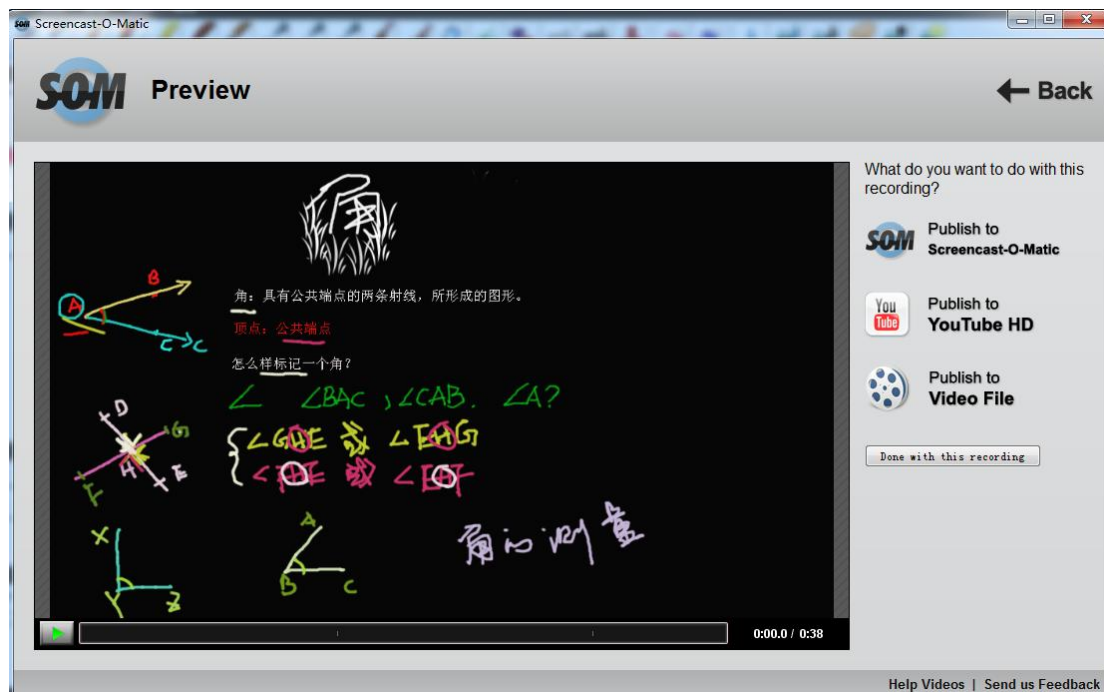 Screencast-O-Matic
SOM
Preview
Back
角
B
A
C
C
角：具有公共端点的两条射线，所形成的图形。
顶点：公共端点
怎么样标记一个角？
∠ ∠BAC，∠CAB. ∠A?
D
G
H
E
F
∠GHE 或 ∠EHG
∠FHE 或 ∠EHF
X
Y
Z
A
B
C
角的测量
0:00.0 / 0:38
What do you want to do with this
recording?
SOM
Publish to
Screencast-O-Matic
You
Tube
Publish to
YouTube HD
Publish to
Video File
Done with this recording
Help Videos | Send us Feedback